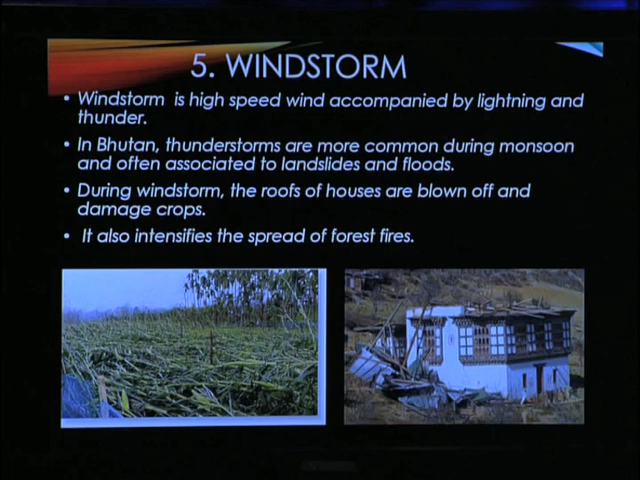 5. WINDSTORM
• Windstorm is high speed wind accompanied by lightning and
thunder.
• In Bhutan, thunderstorms are more common during monsoon
and often associated to landslides and floods.
• During windstorm, the roofs of houses are blown off and
damage crops.
• It also intensifies the spread of forest fires.